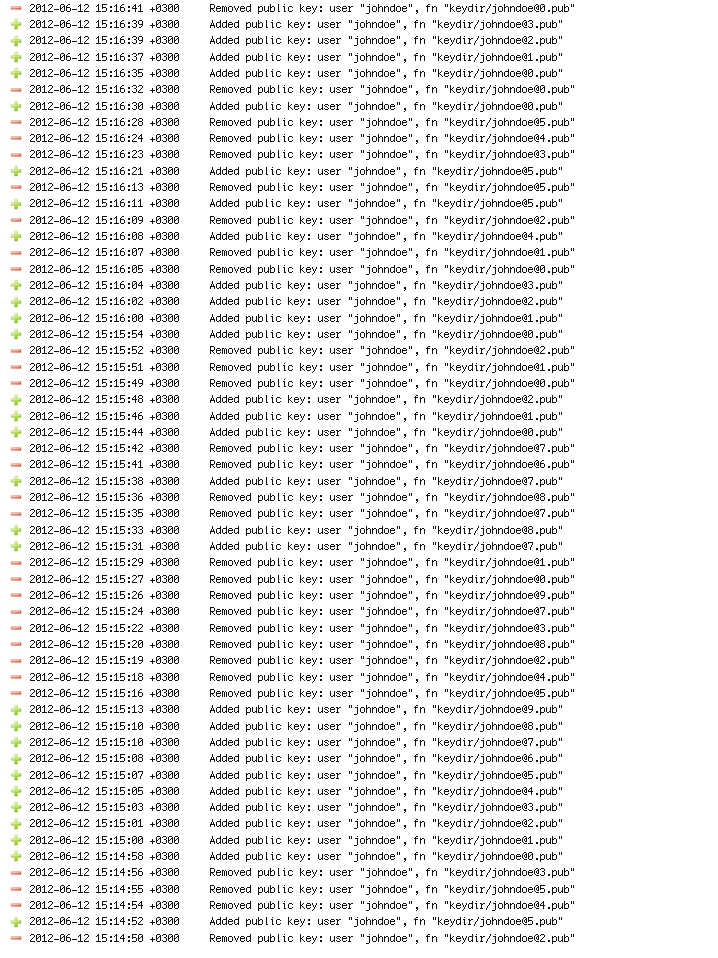 2012-06-12 15:16:41 +0300 Removed public key: user "johndoe", fn "keydir/johndoe@0.pub"
2012-06-12 15:16:39 +0300 Added public key: user "johndoe", fn "keydir/johndoe@3.pub"
2012-06-12 15:16:39 +0300 Added public key: user "johndoe", fn "keydir/johndoe@2.pub"
2012-06-12 15:16:37 +0300 Added public key: user "johndoe", fn "keydir/johndoe@1.pub"
2012-06-12 15:16:35 +0300 Added public key: user "johndoe", fn "keydir/johndoe@0.pub"
2012-06-12 15:16:32 +0300 Removed public key: user "johndoe", fn "keydir/johndoe@0.pub"
2012-06-12 15:16:30 +0300 Added public key: user "johndoe", fn "keydir/johndoe@0.pub"
2012-06-12 15:16:28 +0300 Removed public key: user "johndoe", fn "keydir/johndoe@5.pub"
2012-06-12 15:16:24 +0300 Removed public key: user "johndoe", fn "keydir/johndoe@4.pub"
2012-06-12 15:16:23 +0300 Removed public key: user "johndoe", fn "keydir/johndoe@3.pub"
2012-06-12 15:16:21 +0300 Added public key: user "johndoe", fn "keydir/johndoe@5.pub"
2012-06-12 15:16:13 +0300 Removed public key: user "johndoe", fn "keydir/johndoe@5.pub"
2012-06-12 15:16:11 +0300 Added public key: user "johndoe", fn "keydir/johndoe@5.pub"
2012-06-12 15:16:09 +0300 Removed public key: user "johndoe", fn "keydir/johndoe@2.pub"
2012-06-12 15:16:08 +0300 Added public key: user "johndoe", fn "keydir/johndoe@4.pub"
2012-06-12 15:16:07 +0300 Removed public key: user "johndoe", fn "keydir/johndoe@1.pub"
2012-06-12 15:16:05 +0300 Removed public key: user "johndoe", fn "keydir/johndoe@0.pub"
2012-06-12 15:16:04 +0300 Added public key: user "johndoe", fn "keydir/johndoe@3.pub"
2012-06-12 15:16:02 +0300 Added public key: user "johndoe", fn "keydir/johndoe@2.pub"
2012-06-12 15:16:00 +0300 Added public key: user "johndoe", fn "keydir/johndoe@1.pub"
2012-06-12 15:15:54 +0300 Added public key: user "johndoe", fn "keydir/johndoe@0.pub"
2012-06-12 15:15:52 +0300 Removed public key: user "johndoe", fn "keydir/johndoe@2.pub"
2012-06-12 15:15:51 +0300 Removed public key: user "johndoe", fn "keydir/johndoe@1.pub"
2012-06-12 15:15:49 +0300 Removed public key: user "johndoe", fn "keydir/johndoe@0.pub"
2012-06-12 15:15:48 +0300 Added public key: user "johndoe", fn "keydir/johndoe@2.pub"
2012-06-12 15:15:46 +0300 Added public key: user "johndoe", fn "keydir/johndoe@1.pub"
2012-06-12 15:15:44 +0300 Added public key: user "johndoe", fn "keydir/johndoe@0.pub"
2012-06-12 15:15:42 +0300 Removed public key: user "johndoe", fn "keydir/johndoe@7.pub"
2012-06-12 15:15:41 +0300 Removed public key: user "johndoe", fn "keydir/johndoe@6.pub"
2012-06-12 15:15:38 +0300 Added public key: user "johndoe", fn "keydir/johndoe@7.pub"
2012-06-12 15:15:36 +0300 Removed public key: user "johndoe", fn "keydir/johndoe@8.pub"
2012-06-12 15:15:35 +0300 Removed public key: user "johndoe", fn "keydir/johndoe@7.pub"
2012-06-12 15:15:33 +0300 Added public key: user "johndoe", fn "keydir/johndoe@8.pub"
2012-06-12 15:15:31 +0300 Added public key: user "johndoe", fn "keydir/johndoe@7.pub"
2012-06-12 15:15:29 +0300 Removed public key: user "johndoe", fn "keydir/johndoe@1.pub"
2012-06-12 15:15:27 +0300 Removed public key: user "johndoe", fn "keydir/johndoe@0.pub"
2012-06-12 15:15:26 +0300 Removed public key: user "johndoe", fn "keydir/johndoe@9.pub"
2012-06-12 15:15:24 +0300 Removed public key: user "johndoe", fn "keydir/johndoe@7.pub"
2012-06-12 15:15:22 +0300 Removed public key: user "johndoe", fn "keydir/johndoe@3.pub"
2012-06-12 15:15:20 +0300 Removed public key: user "johndoe", fn "keydir/johndoe@8.pub"
2012-06-12 15:15:19 +0300 Removed public key: user "johndoe", fn "keydir/johndoe@2.pub"
2012-06-12 15:15:18 +0300 Removed public key: user "johndoe", fn "keydir/johndoe@4.pub"
2012-06-12 15:15:16 +0300 Removed public key: user "johndoe", fn "keydir/johndoe@5.pub"
2012-06-12 15:15:13 +0300 Added public key: user "johndoe", fn "keydir/johndoe@9.pub"
2012-06-12 15:15:10 +0300 Added public key: user "johndoe", fn "keydir/johndoe@8.pub"
2012-06-12 15:15:10 +0300 Added public key: user "johndoe", fn "keydir/johndoe@7.pub"
2012-06-12 15:15:08 +0300 Added public key: user "johndoe", fn "keydir/johndoe@6.pub"
2012-06-12 15:15:07 +0300 Added public key: user "johndoe", fn "keydir/johndoe@5.pub"
2012-06-12 15:15:05 +0300 Added public key: user "johndoe", fn "keydir/johndoe@4.pub"
2012-06-12 15:15:03 +0300 Added public key: user "johndoe", fn "keydir/johndoe@3.pub"
2012-06-12 15:15:01 +0300 Added public key: user "johndoe", fn "keydir/johndoe@2.pub"
2012-06-12 15:15:00 +0300 Added public key: user "johndoe", fn "keydir/johndoe@1.pub"
2012-06-12 15:14:58 +0300 Added public key: user "johndoe", fn "keydir/johndoe@0.pub"
2012-06-12 15:14:56 +0300 Removed public key: user "johndoe", fn "keydir/johndoe@3.pub"
2012-06-12 15:14:55 +0300 Removed public key: user "johndoe", fn "keydir/johndoe@5.pub"
2012-06-12 15:14:54 +0300 Removed public key: user "johndoe", fn "keydir/johndoe@4.pub"
2012-06-12 15:14:52 +0300 Added public key: user "johndoe", fn "keydir/johndoe@5.pub"
2012-06-12 15:14:50 +0300 Removed public key: user "johndoe", fn "keydir/johndoe@2.pub"